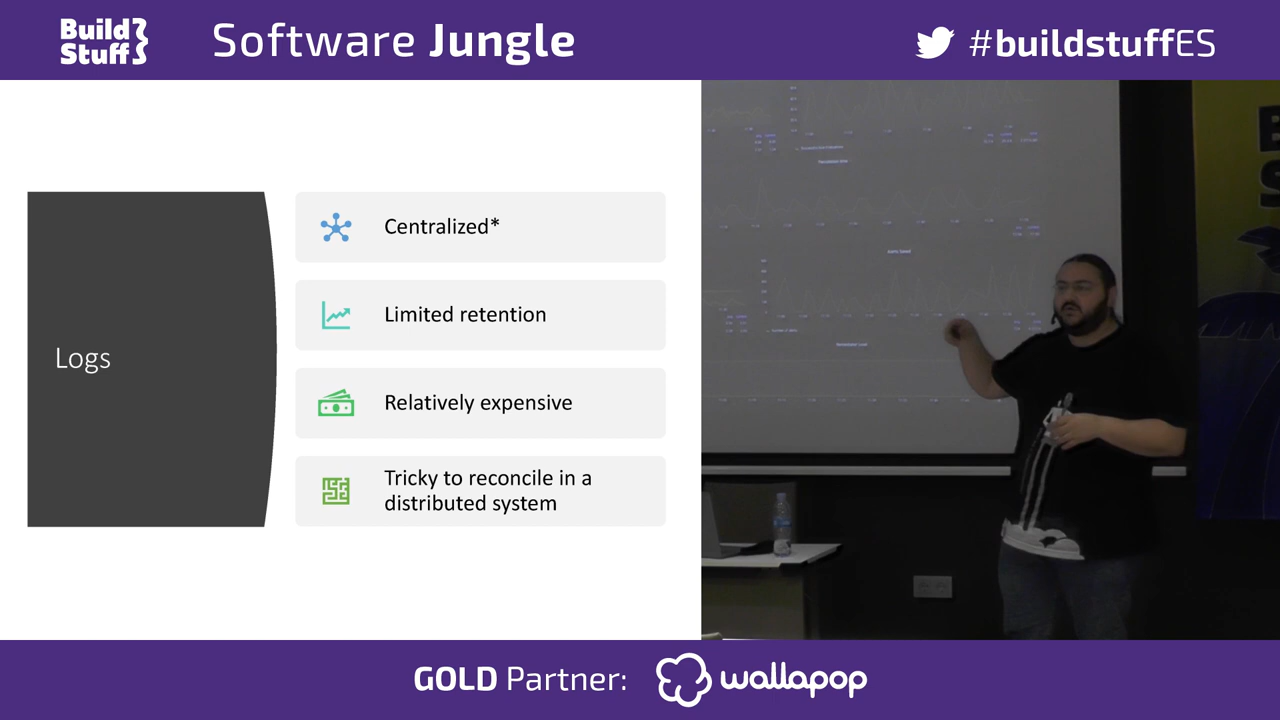 Build
Stuff
Software Jungle
#buildstuffES
Logs
Centralized*
Limited retention
Relatively expensive
Tricky to reconcile in a
distributed system
GOLD Partner:
wallapop